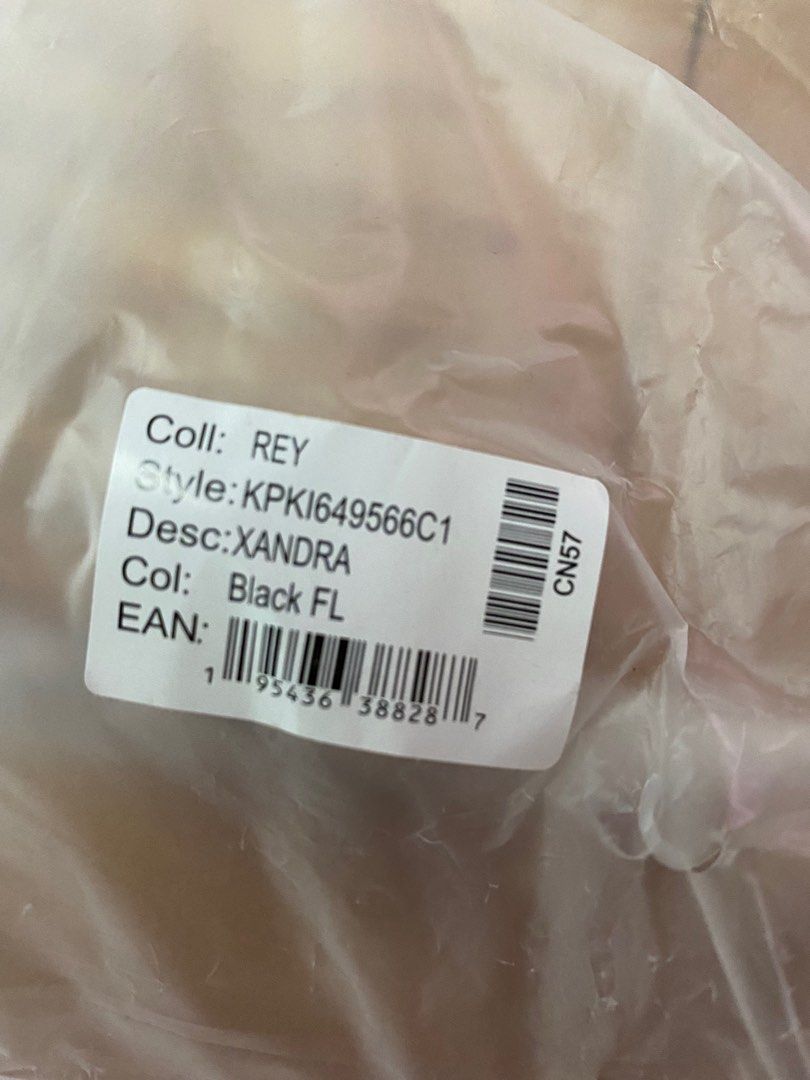 Coll: REY
Style: KPKI649566C1
Desc: XANDRA
Col: Black FL
EAN:
1 95436 38828 7
CN57